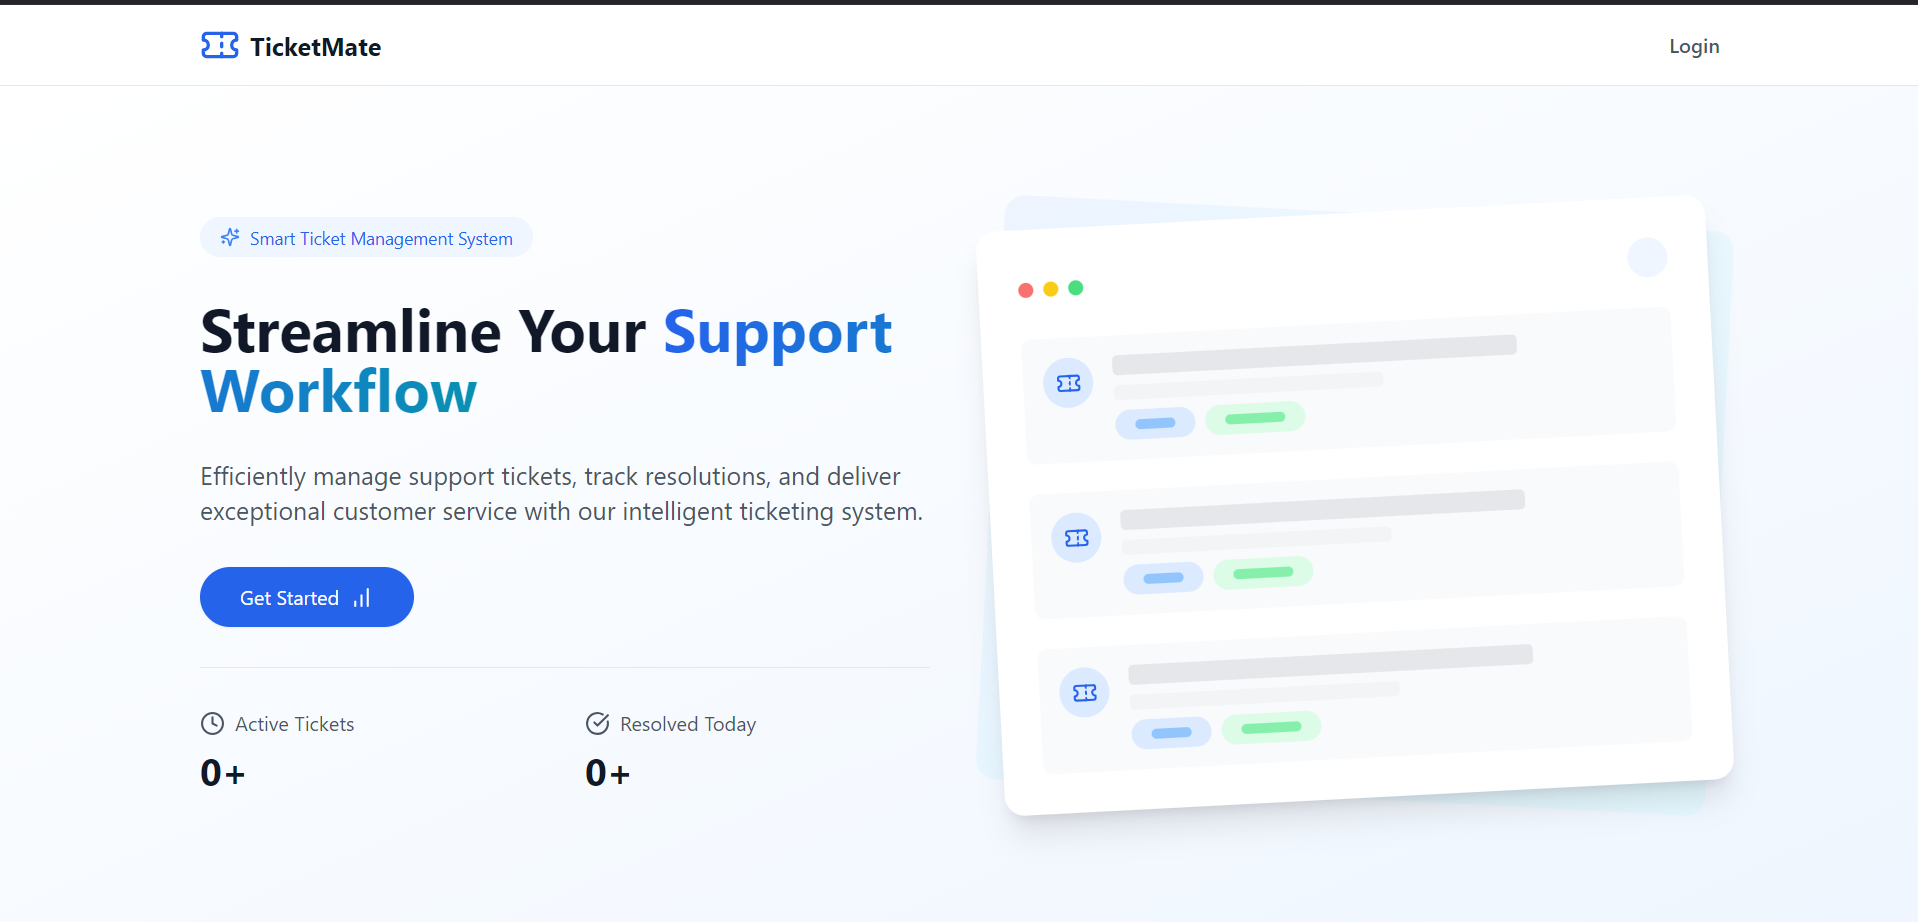 TicketMate
Login
Smart Ticket Management System
Streamline Your Support
Workflow
Efficiently manage support tickets, track resolutions, and deliver
exceptional customer service with our intelligent ticketing system.
Get Started
Active Tickets
0+
Resolved Today
0+